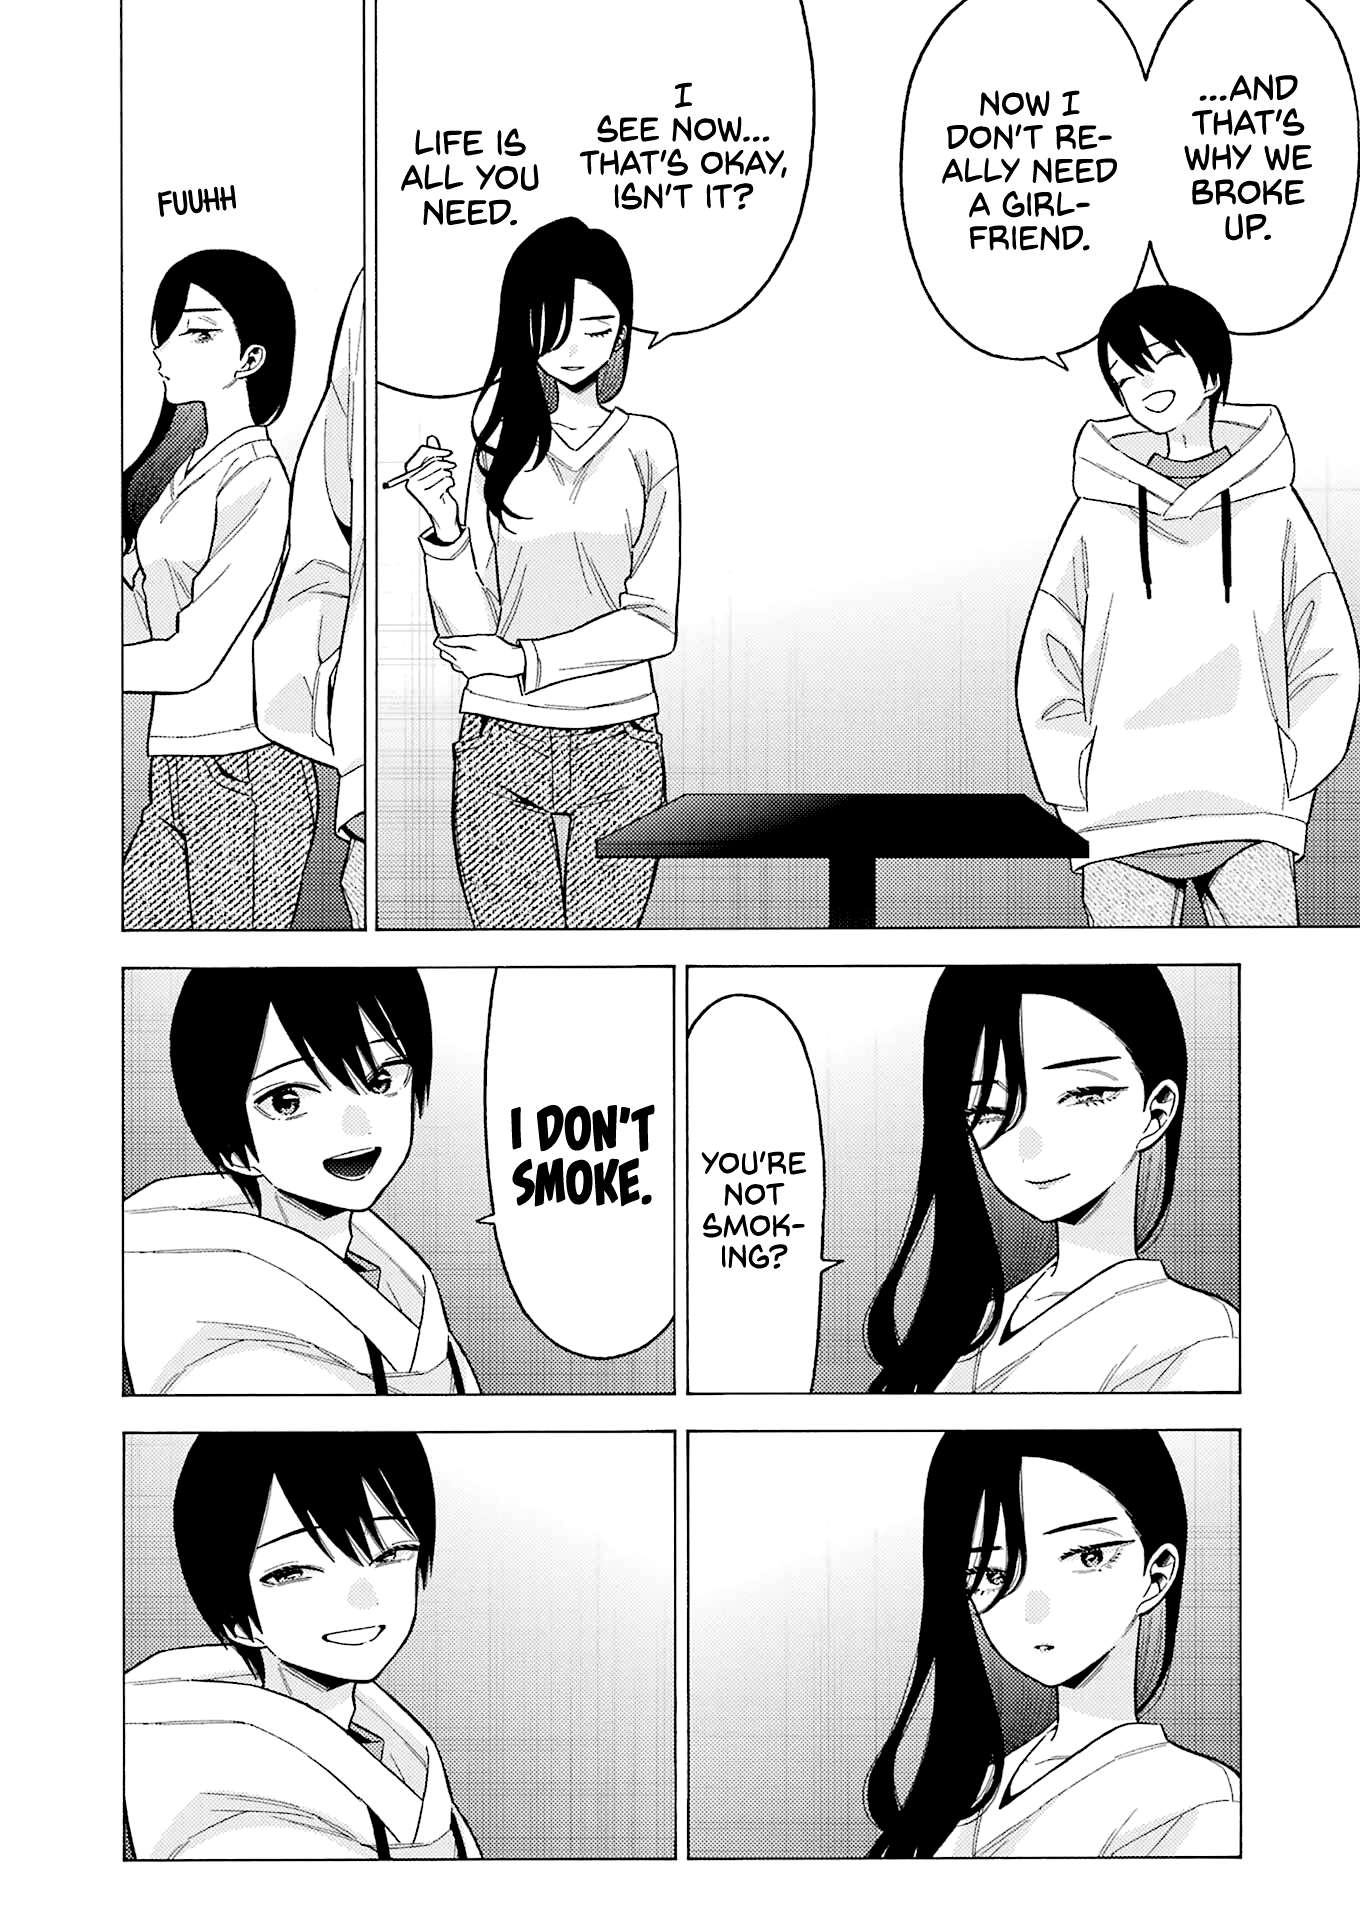 ...AND
THAT'S
WHY WE
BROKE
UP.
NOW I
DON'T RE-
ALLY NEED
A GIRL-
FRIEND.
I
SEE NOW...
THAT'S OKAY,
ISN'T IT?
LIFE IS
ALL YOU
NEED.
FUUHH
YOU'RE
NOT
SMOK-
ING?
I DON'T
SMOKE.